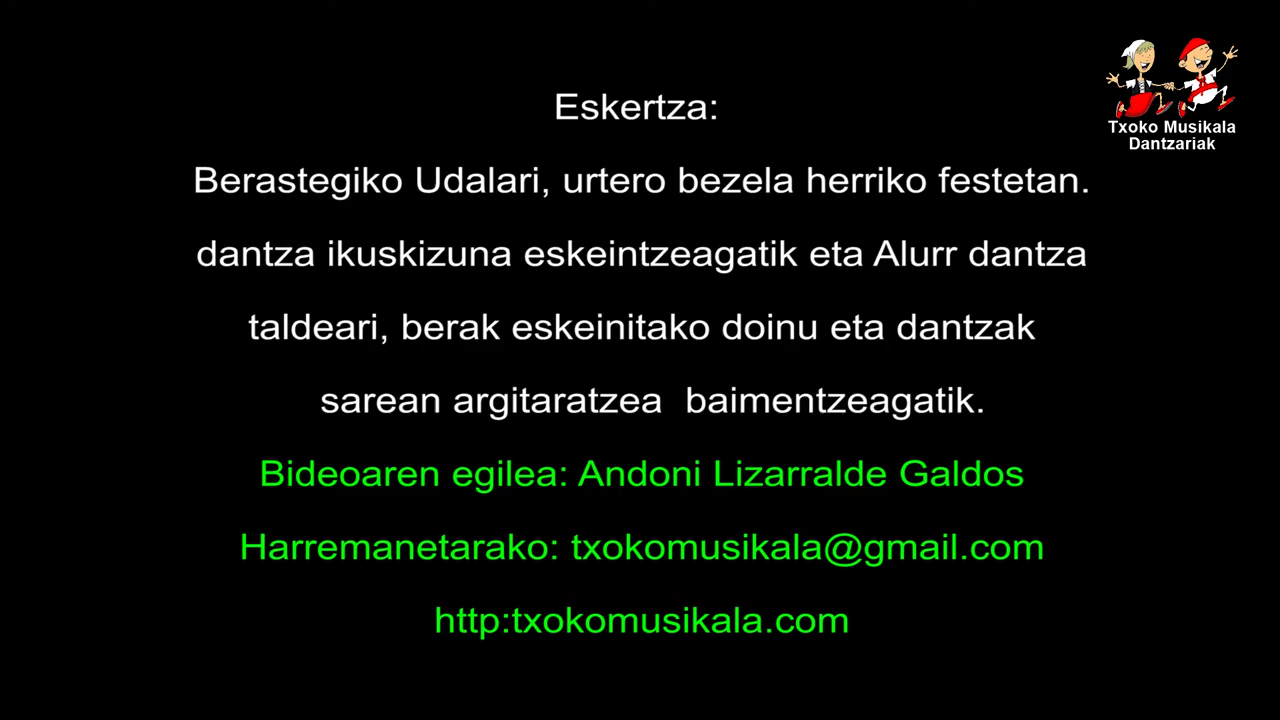 Txoko Musikala
Dantzariak
Eskertza:
Berastegiko Udalari, urtero bezela herriko festetan.
dantza ikuskizuna eskeintzeagatik eta Alurr dantza
taldeari, berak eskeinitako doinu eta dantzak
sarean argitaratzea  baimentzeagatik.
Bideoaren egilea: Andoni Lizarralde Galdos
Harremanetarako: txokomusikala@gmail.com
http:txokomusikala.com